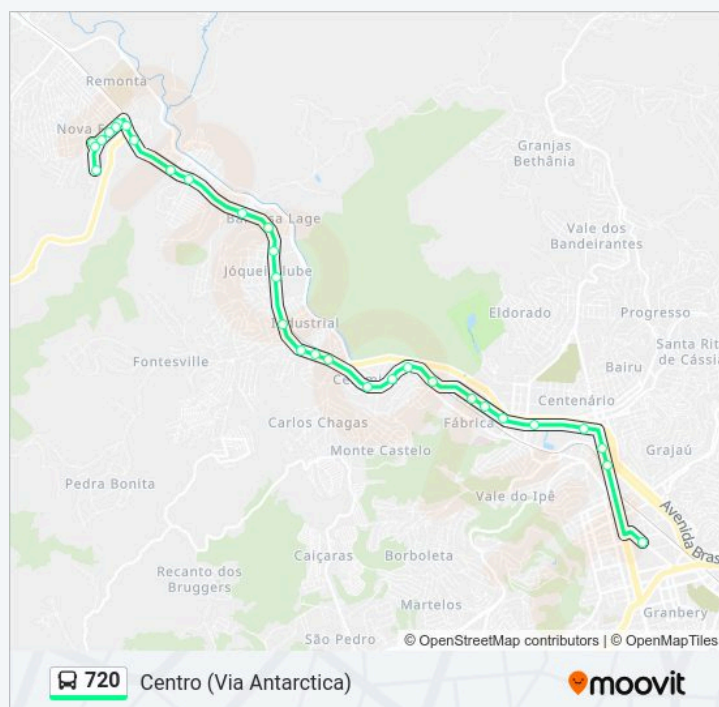 Remonta
Nova E
Granjas
Bethânia
Vale dos
Bandeirantes
Lage
Jóquei Clube
Eldorado
Progresso
Industrial
Santa Rit
de Cássia
Fontesville
Bairu
Ce
Centenário
Carlos Chagas
Fábrica
Monte Castelo
Grajaú
Pedra Bonita
Vale do Ipê
Avenida Bras
Caiçaras
Borboleta
Recanto dos
Bruggers
Martelos
Granbery
São Pedro
© OpenStreetMap contributors | © OpenMapTiles
720
Centro (Via Antarctica)
moovit